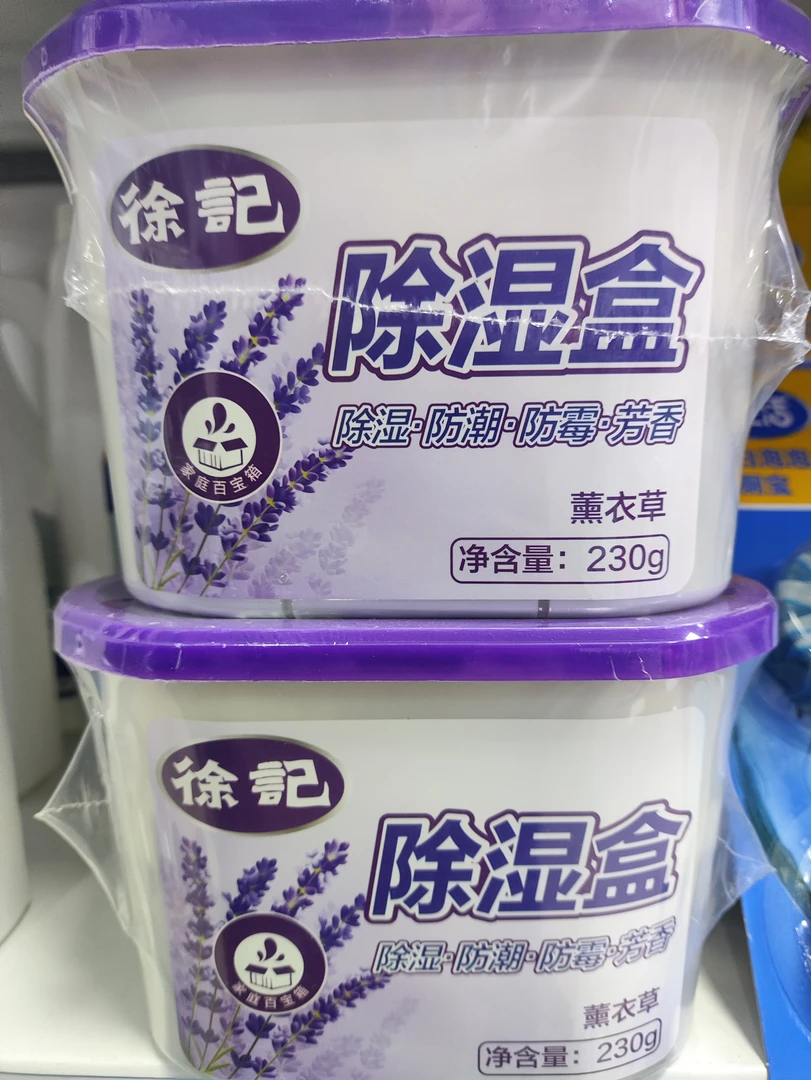 徐記
除湿盒
除湿·防潮·防霉·芳香
家庭百宝箱
薰衣草
净含量：230g
徐記
除湿盒
除湿·防潮·防霉·芳香
家庭百宝箱
薰衣草
净含量：230g